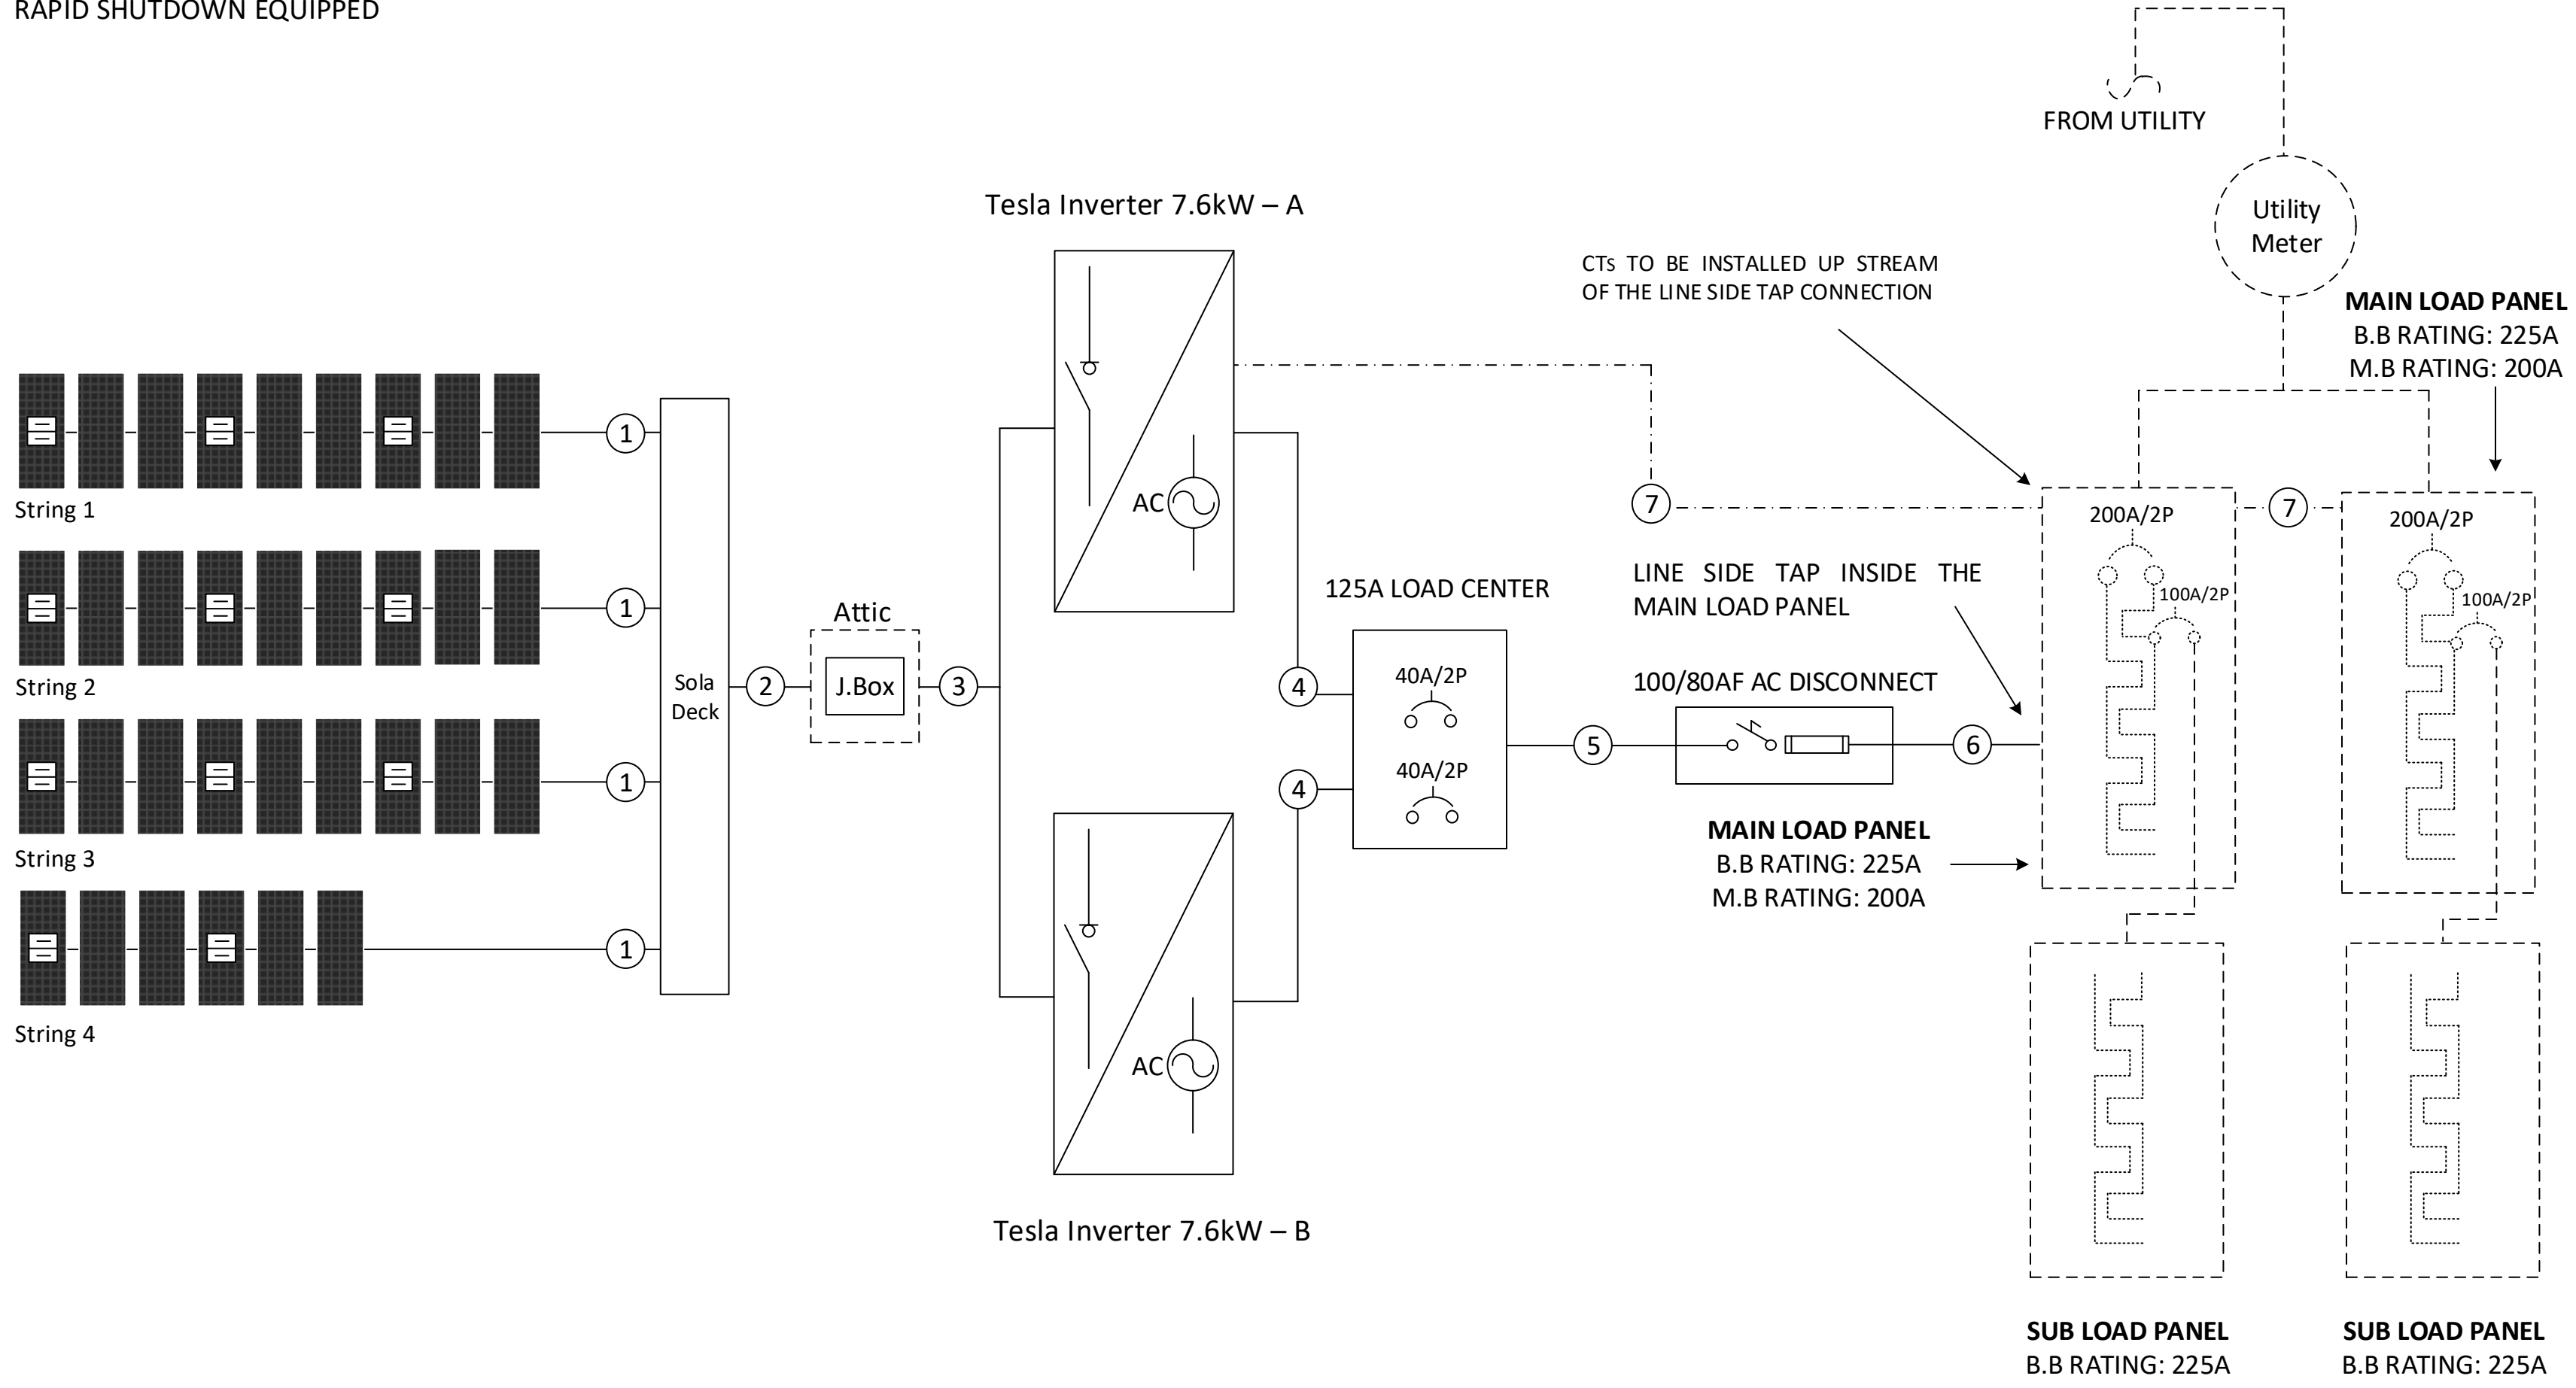 RAPID SHUTDOWN EQUIPPED
FROM UTILITY
Utility
Meter
Tesla Inverter 7.6kW – A
CTs TO BE INSTALLED UP STREAM
OF THE LINE SIDE TAP CONNECTION
MAIN LOAD PANEL
B.B RATING: 225A
M.B RATING: 200A
1
String 1
1
String 2
1
String 3
1
String 4
Sola
Deck
2
Attic
J.Box
3
AC
AC
Tesla Inverter 7.6kW – B
4
4
125A LOAD CENTER
40A/2P
40A/2P
5
LINE SIDE TAP INSIDE THE
MAIN LOAD PANEL
100/80AF AC DISCONNECT
6
7
7
MAIN LOAD PANEL
B.B RATING: 225A
M.B RATING: 200A
200A/2P
100A/2P
200A/2P
100A/2P
SUB LOAD PANEL
B.B RATING: 225A
SUB LOAD PANEL
B.B RATING: 225A